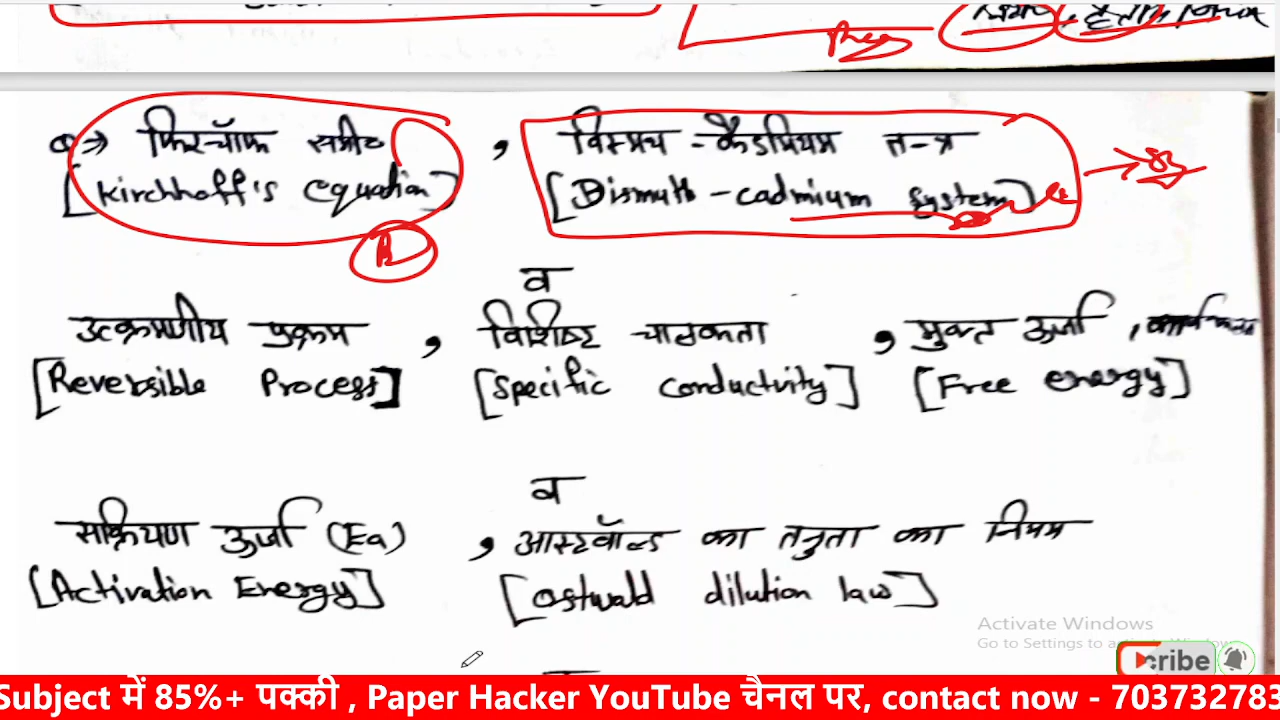 Q⇒ किरचॉफ समी० , विस्मथ - कैडमियम तन्त्र
[Kirchhoff's equation] [Bismuth - cadmium system]
व
उत्क्रमणीय प्रक्रम , विशिष्ट चालकता , मुक्त ऊर्जा ,
[Reversible Process] [Specific conductivity] [Free energy]
व
सक्रियण ऊर्जा (Ea) , आस्टवॉल्ड का तनुता का नियम
[Activation Energy] [Ostwald dilution law]
Activate Windows
Go to Settings to
cribe
Subject में 85%+ पक्की , Paper Hacker YouTube चैनल पर, contact now - 703732783